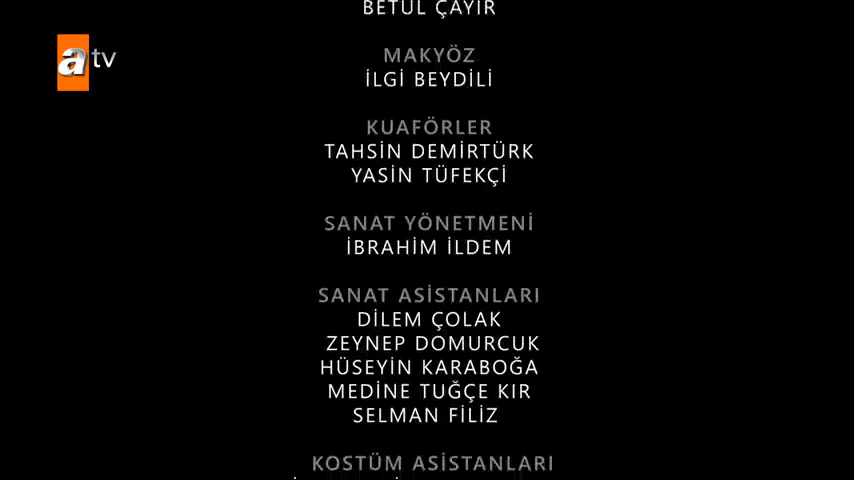 BETÜL ÇAYIR
atv
MAKYÖZ
İLGİ BEYDİLİ
KUAFÖRLER
TAHSİN DEMİRTÜRK
YASİN TÜFEKÇİ
SANAT YÖNETMENİ
İBRAHİM İLDEM
SANAT ASİSTANLARI
DİLEM ÇOLAK
ZEYNEP DOMURCUK
HÜSEYİN KARABOĞA
MEDİNE TUĞÇE KIR
SELMAN FİLİZ
KOSTÜM ASİSTANLARI